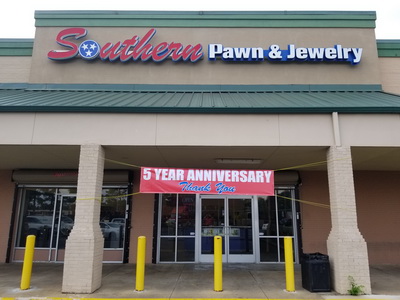 Southern Pawn & Jewelry
5 YEAR ANNIVERSARY
Thank You